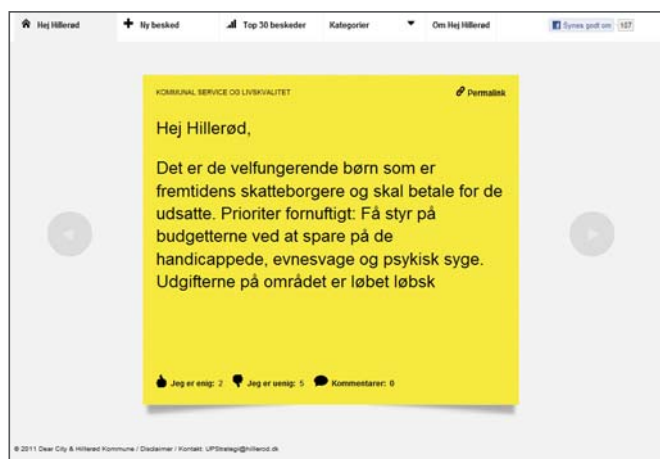 Hej Hillerød
Ny besked
Top 30 beskeder
Kategorier
Om Hej Hillerød
Synes godt om
107
KOMMUNAL SERVICE OG LIVSKVALITET
Permalink
Hej Hillerød,
Det er de velfungerende børn som er
fremtidens skatteborgere og skal betale for de
udsatte. Prioriter fornuftigt: Få styr på
budgetterne ved at spare på de
handicappede, evnesvage og psykisk syge.
Udgifterne på området er løbet løbsk
Jeg er enig: 2
Jeg er uenig: 5
Kommentarer: 0
© 2011 Dear City & Hillerød Kommune / Disclaimer / Kontakt: UPStrategi@hillerod.dk